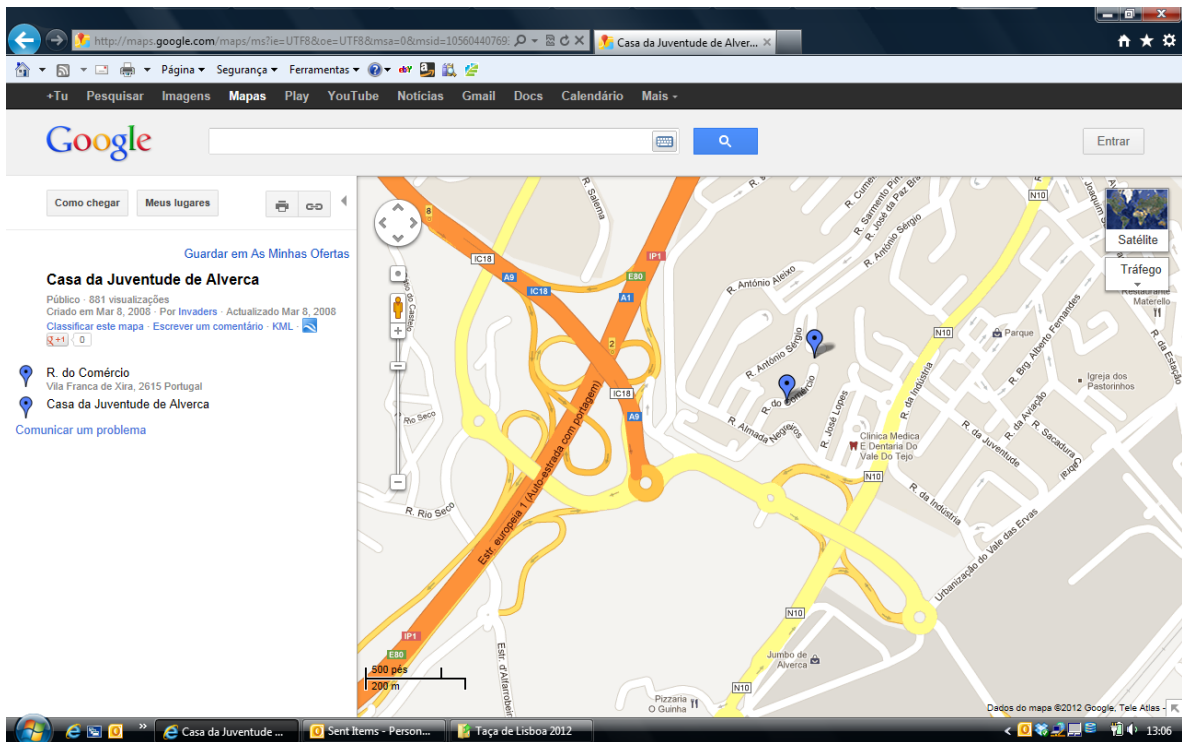 http://maps.google.com/maps/ms?ie=UTF8&oe=UTF8&msa=0&msid=10560440769
Casa da Juventude de Alver...
Página
Segurança
Ferramentas
+Tu Pesquisar Imagens Mapas Play YouTube Notícias Gmail Docs Calendário Mais
Google
Entrar
Como chegar
Meus lugares
Guardar em As Minhas Ofertas
Casa da Juventude de Alverca
Público · 881 visualizações
Criado em Mar 8, 2008 · Por Invaders · Actualizado Mar 8, 2008
Classificar este mapa · Escrever um comentário · KML ·
+1 0
R. do Comércio
Vila Franca de Xira, 2615 Portugal
Casa da Juventude de Alverca
Comunicar um problema
Satélite
Tráfego
R. Salema
8
IC18
A9
IC18
IP1
E80
A1
2
IC18
A9
N10
R. Sarmento
R. José da Paz
R. António Sérgio
R. António Aleixo
R. António Sérgio
R. do Comércio
R. Almada Negreiros
R. José Lopes
R. da Indústria
N10
Parque
R. Brg. Alberto Fernandes
Restaurante
Materello
R. da Estação
Igreja dos
Pastorinhos
R. da Aviação
R. Sacadura Cabral
R. da Juventude
Clinica Medica
E Dentaria Do
Vale Do Tejo
N10
R. da Indústria
Urbanização do Vale das Ervas
do Castelo
Rio Seco
R. Rio Seco
Estr. europeia 1 (Auto-estrada com portagem)
IP1
E80
Estr. d'Alfarrobeir
N10
Jumbo de
Alverca
N10
Pizzaria
O Guinha
500 pés
200 m
Dados do mapa ©2012 Google, Tele Atlas -
Casa da Juventude ...
Sent Items - Person...
Taça de Lisboa 2012
13:06